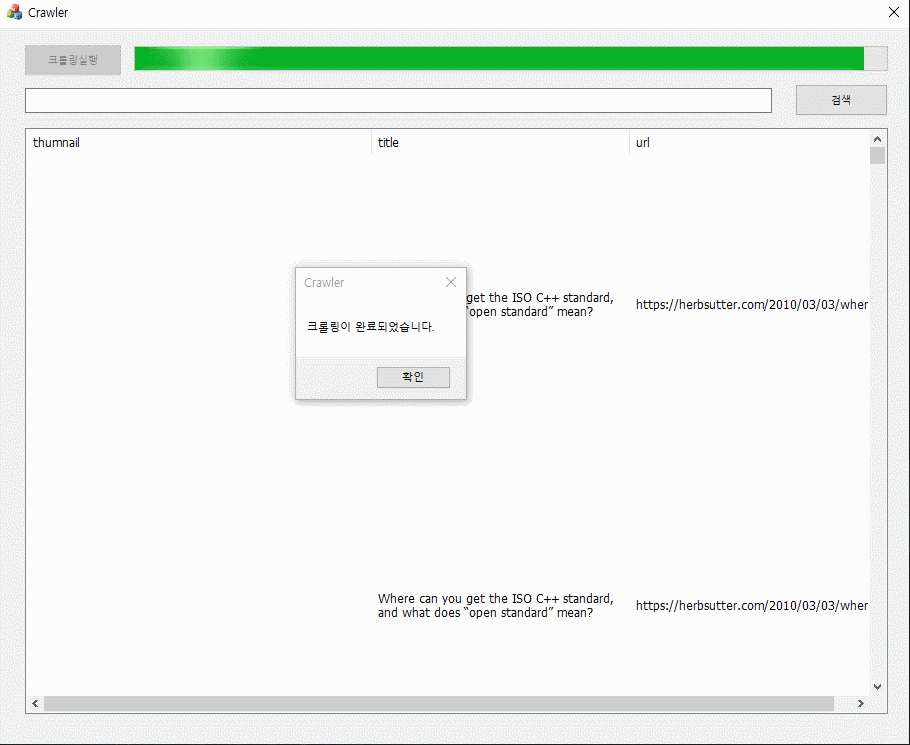 Crawler
크롤링실행
검색
thumnail title url
Crawler
크롤링이 완료되었습니다.
확인
get the ISO C++ standard,
“open standard” mean?
https://herbsutter.com/2010/03/03/wher
Where can you get the ISO C++ standard,
and what does “open standard” mean?
https://herbsutter.com/2010/03/03/wher